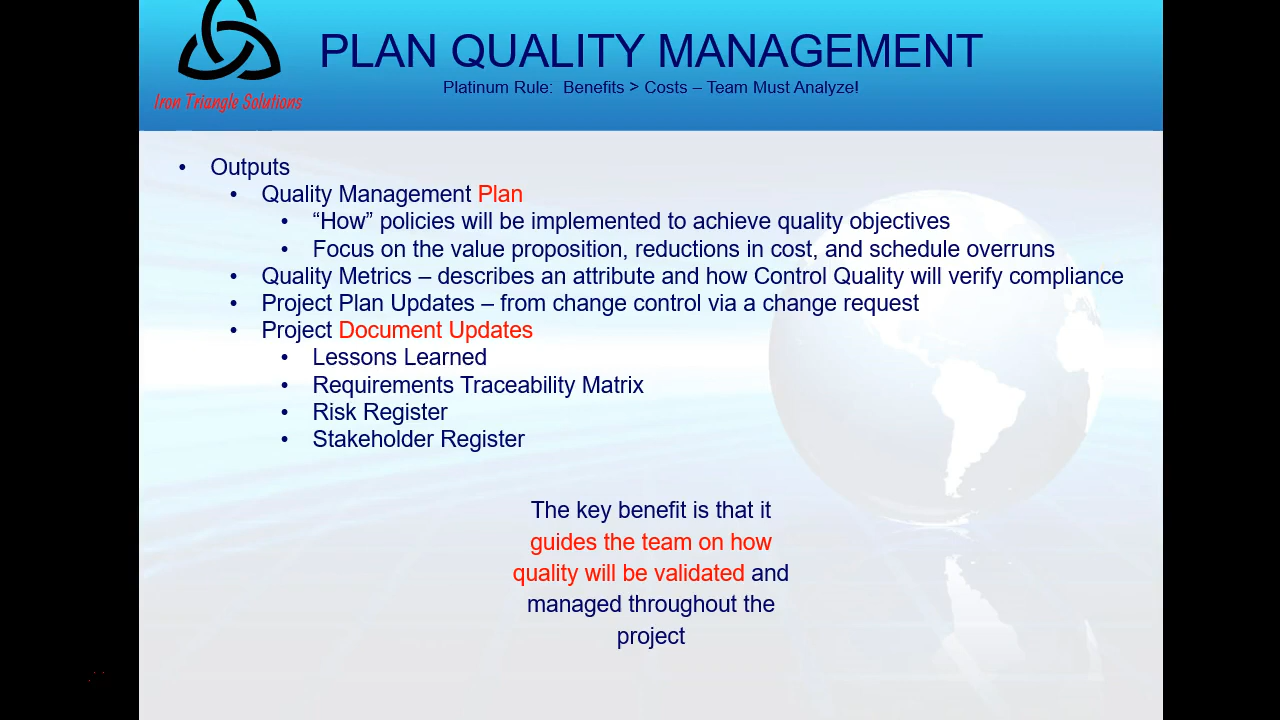 PLAN QUALITY MANAGEMENT
Platinum Rule:  Benefits > Costs – Team Must Analyze!
Iron Triangle Solutions
• Outputs
• Quality Management Plan
• “How” policies will be implemented to achieve quality objectives
• Focus on the value proposition, reductions in cost, and schedule overruns
• Quality Metrics – describes an attribute and how Control Quality will verify compliance
• Project Plan Updates – from change control via a change request
• Project Document Updates
• Lessons Learned
• Requirements Traceability Matrix
• Risk Register
• Stakeholder Register
The key benefit is that it
guides the team on how
quality will be validated and
managed throughout the
project